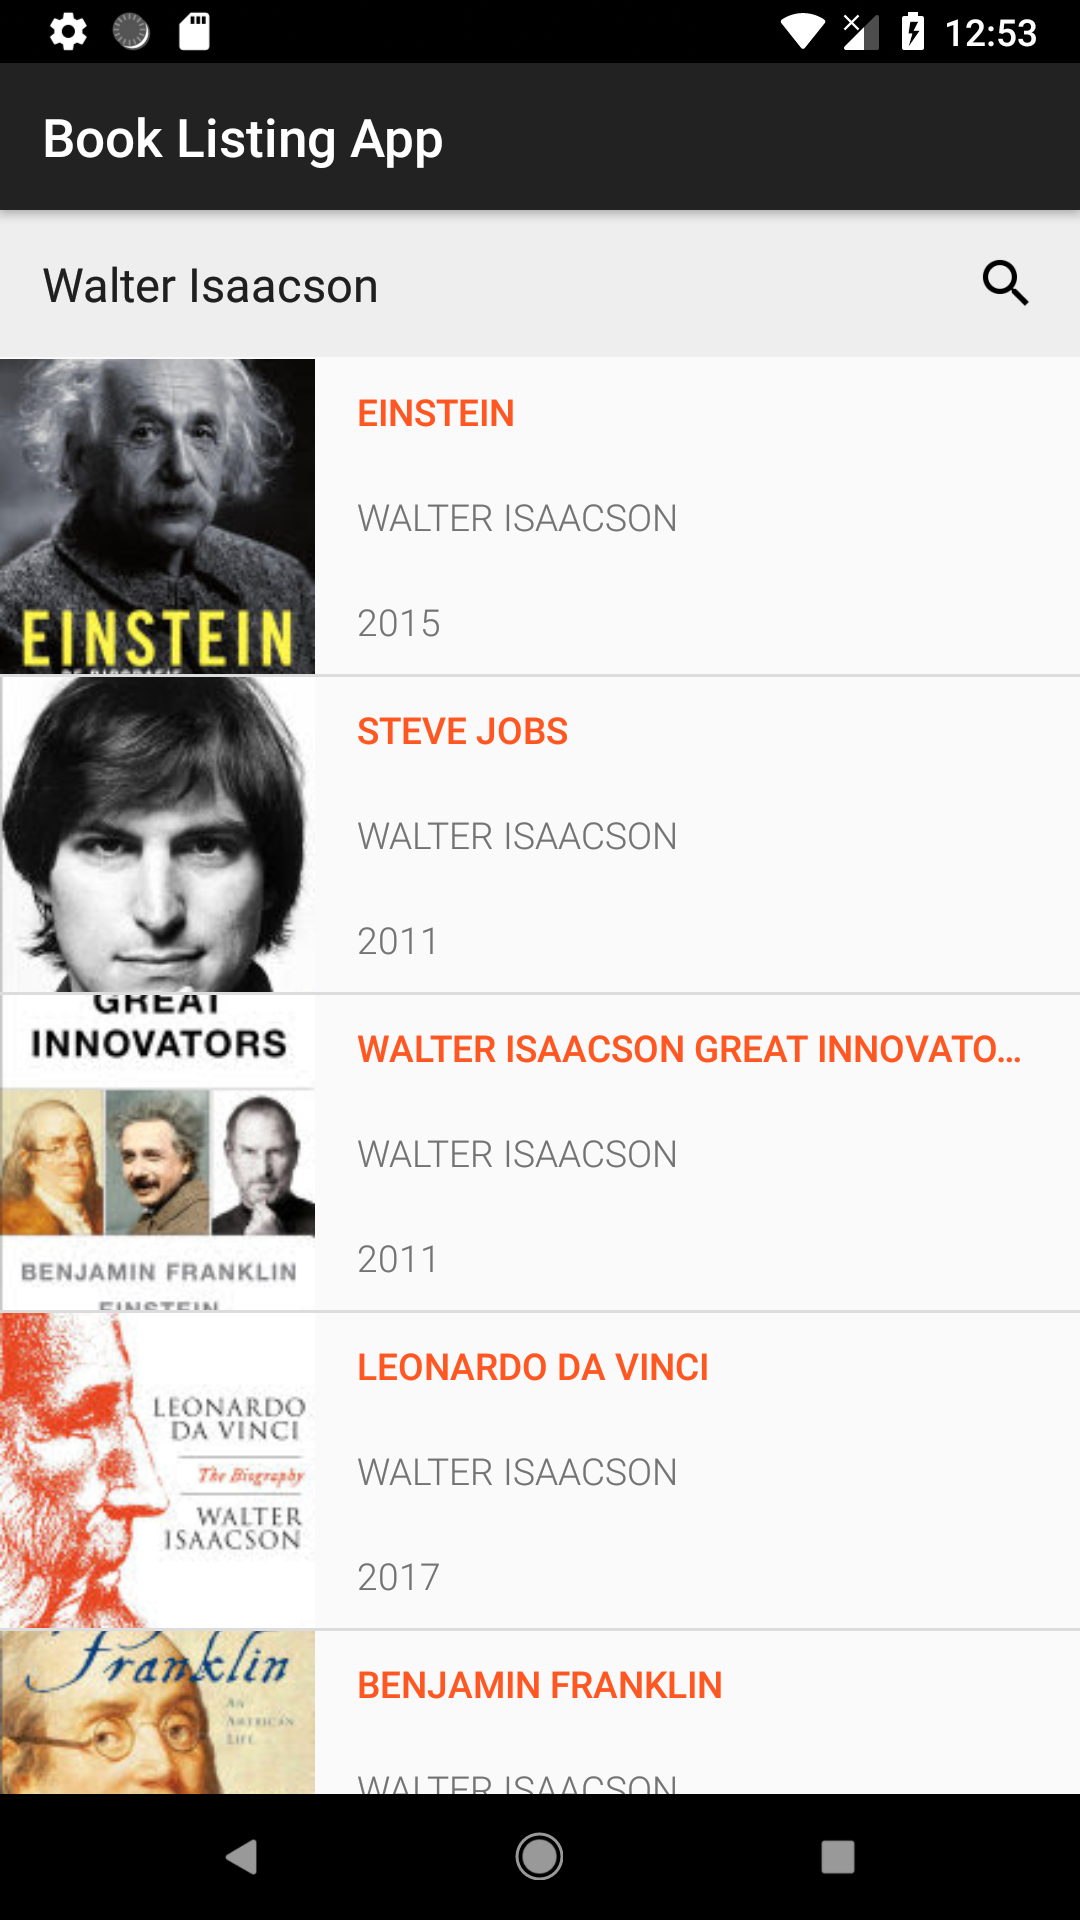 12:53
Book Listing App
Walter Isaacson
EINSTEIN
EINSTEIN
WALTER ISAACSON
2015
STEVE JOBS
WALTER ISAACSON
2011
GREAT
INNOVATORS
BENJAMIN FRANKLIN
EINSTEIN
WALTER ISAACSON GREAT INNOVATO...
WALTER ISAACSON
2011
LEONARDO
DA VINCI
The Biography
WALTER
ISAACSON
LEONARDO DA VINCI
WALTER ISAACSON
2017
Franklin
AN
AMERICAN
LIFE
BENJAMIN FRANKLIN
WALTER ISAACSON